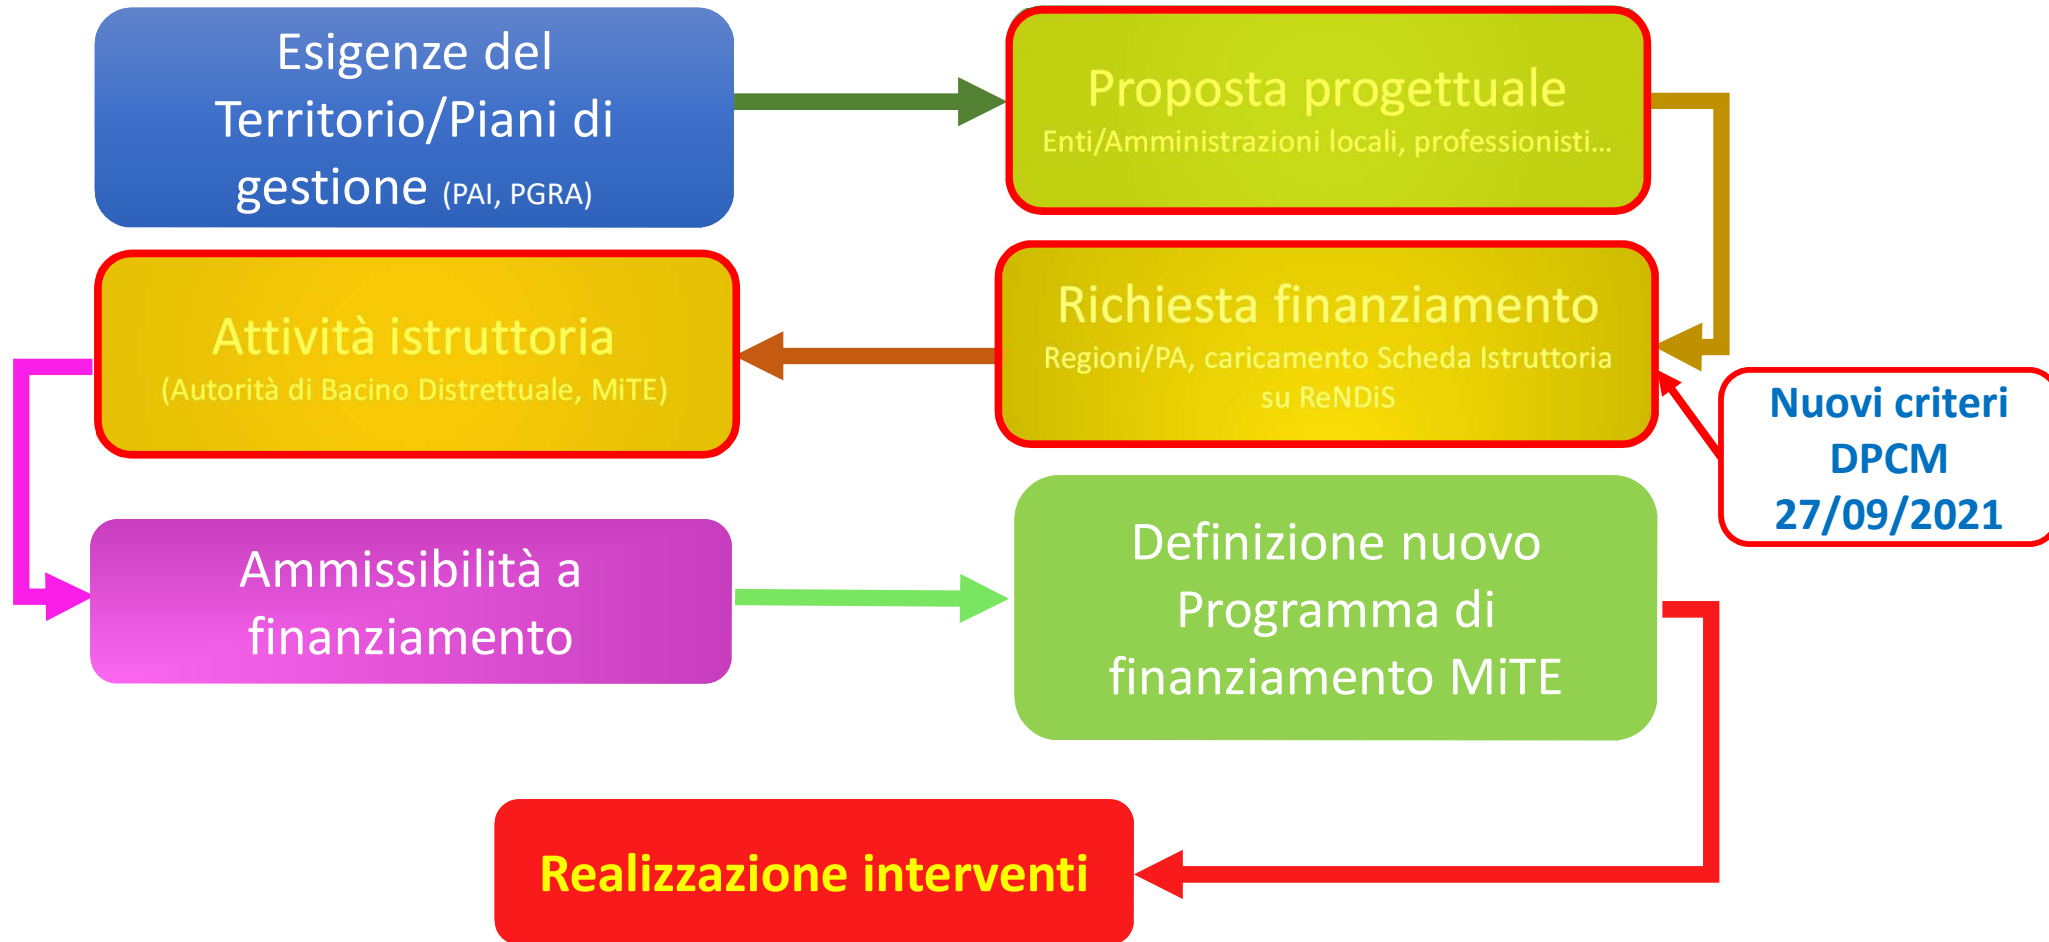 Esigenze del
Territorio/Piani di
gestione (PAI, PGRA)
Proposta progettuale
Enti/Amministrazioni locali, professionisti…
Richiesta finanziamento
Regioni/PA, caricamento Scheda Istruttoria
su ReNDiS
Nuovi criteri
DPCM
27/09/2021
Attività istruttoria
(Autorità di Bacino Distrettuale, MiTE)
Ammissibilità a
finanziamento
Definizione nuovo
Programma di
finanziamento MiTE
Realizzazione interventi